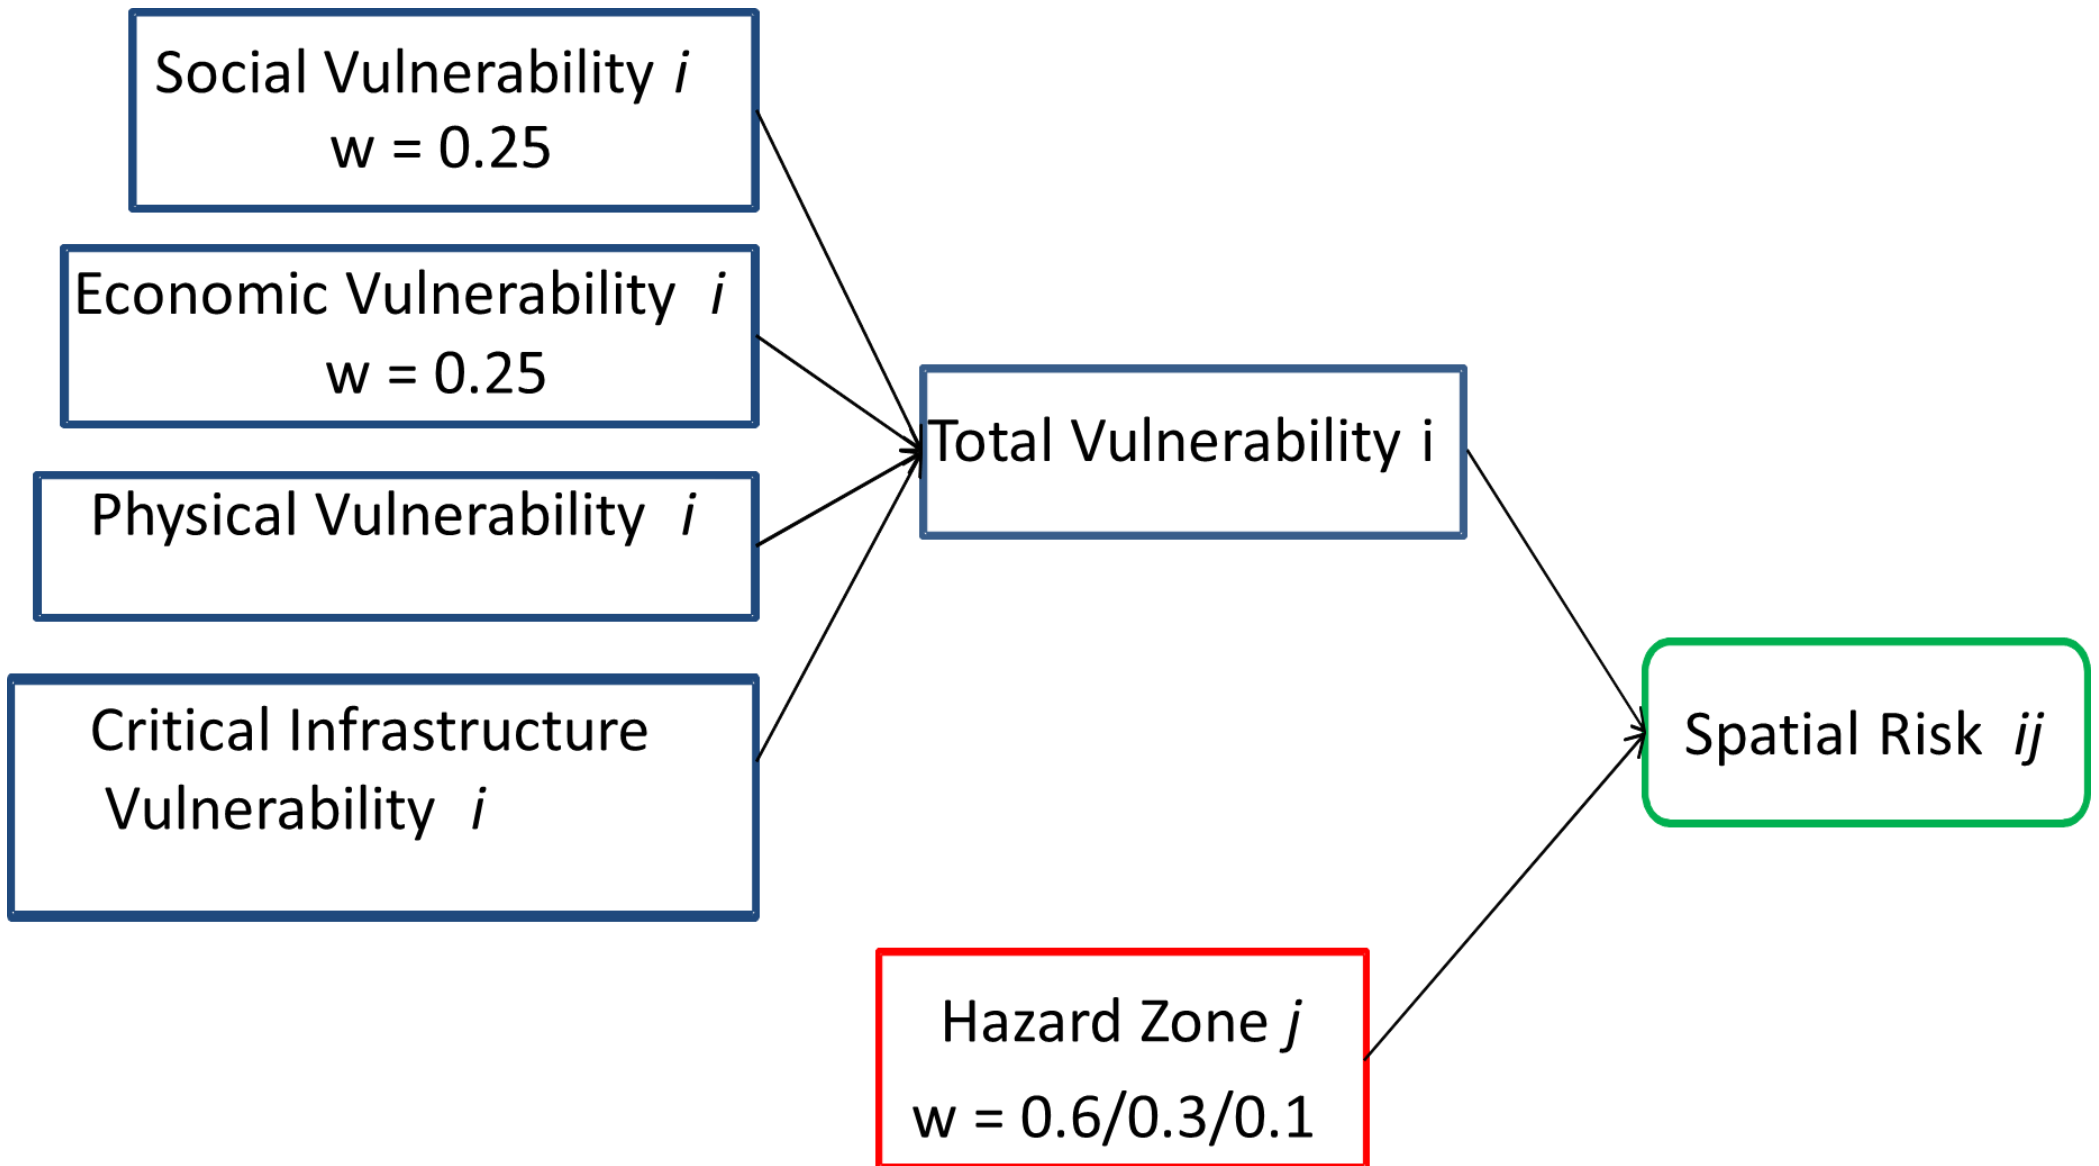 Social Vulnerability i
w = 0.25
Economic Vulnerability i
w = 0.25
Physical Vulnerability i
Critical Infrastructure
Vulnerability i
Total Vulnerability i
Spatial Risk ij
Hazard Zone j
w = 0.6/0.3/0.1